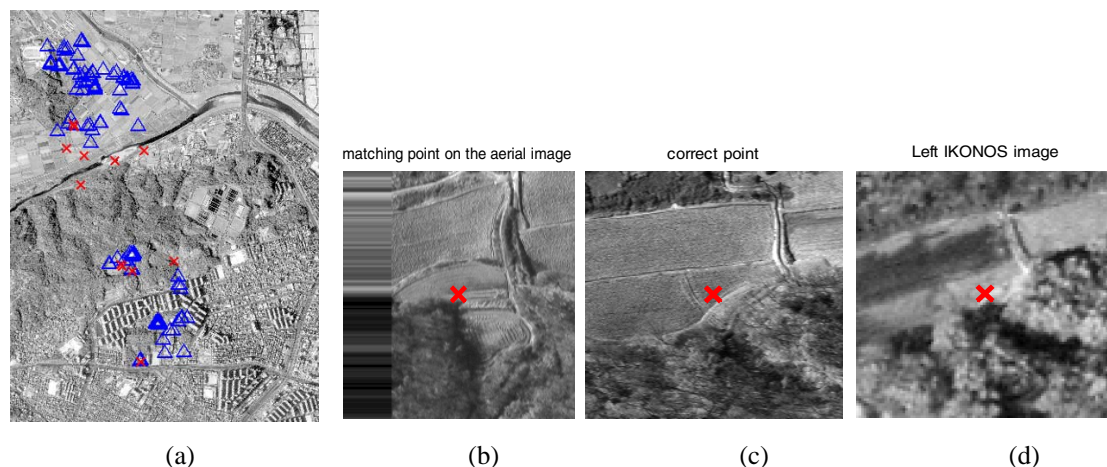 matching point on the aerial image
correct point
Left IKONOS image
(a)
(b)
(c)
(d)